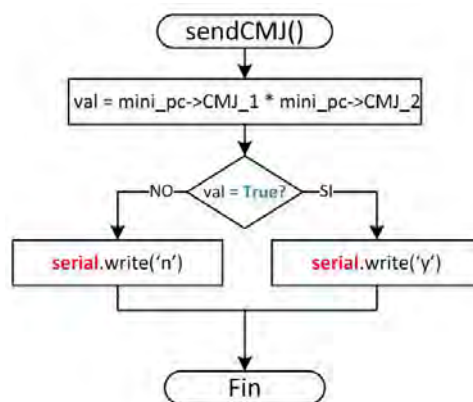 sendCMJ()
val = mini_pc->CMJ_1 * mini_pc->CMJ_2
val = True?
NO
SI
serial.write(‘n’)
serial.write(‘y’)
Fin